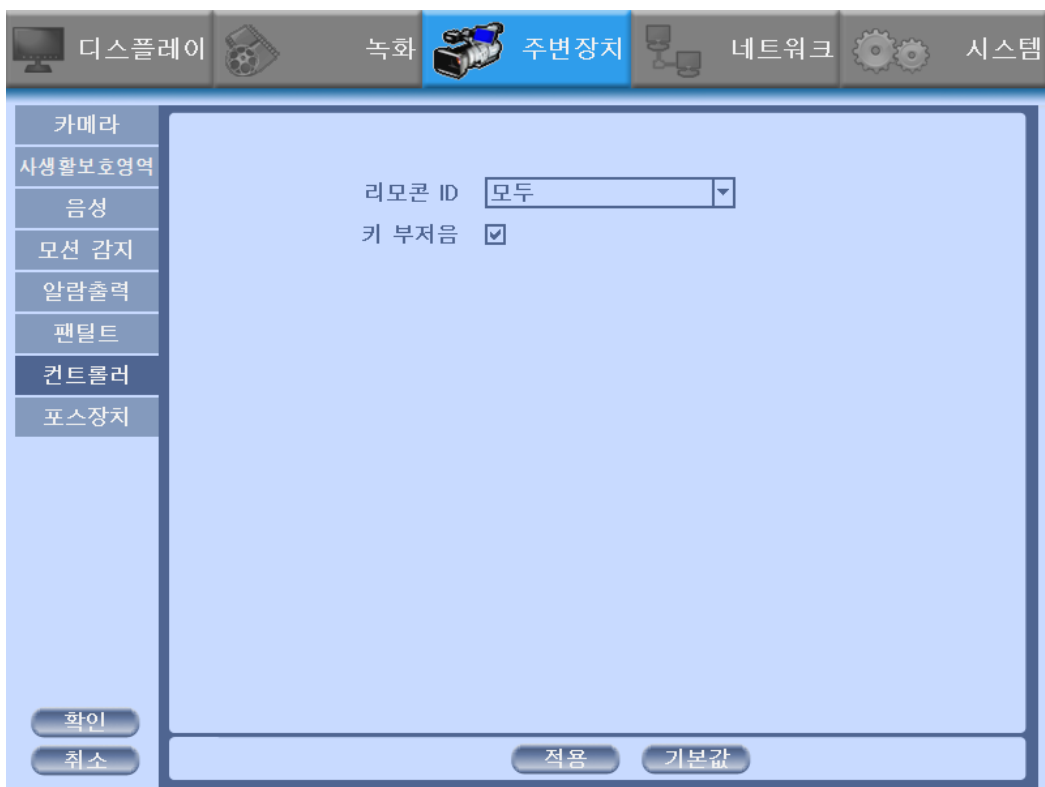 디스플레이 녹화 주변장치 네트워크 시스템
카메라
사생활보호영역
음성
모션 감지
알람출력
팬틸트
컨트롤러
포스장치
리모콘 ID 모두
키 부저음
확인
취소
적용 기본값